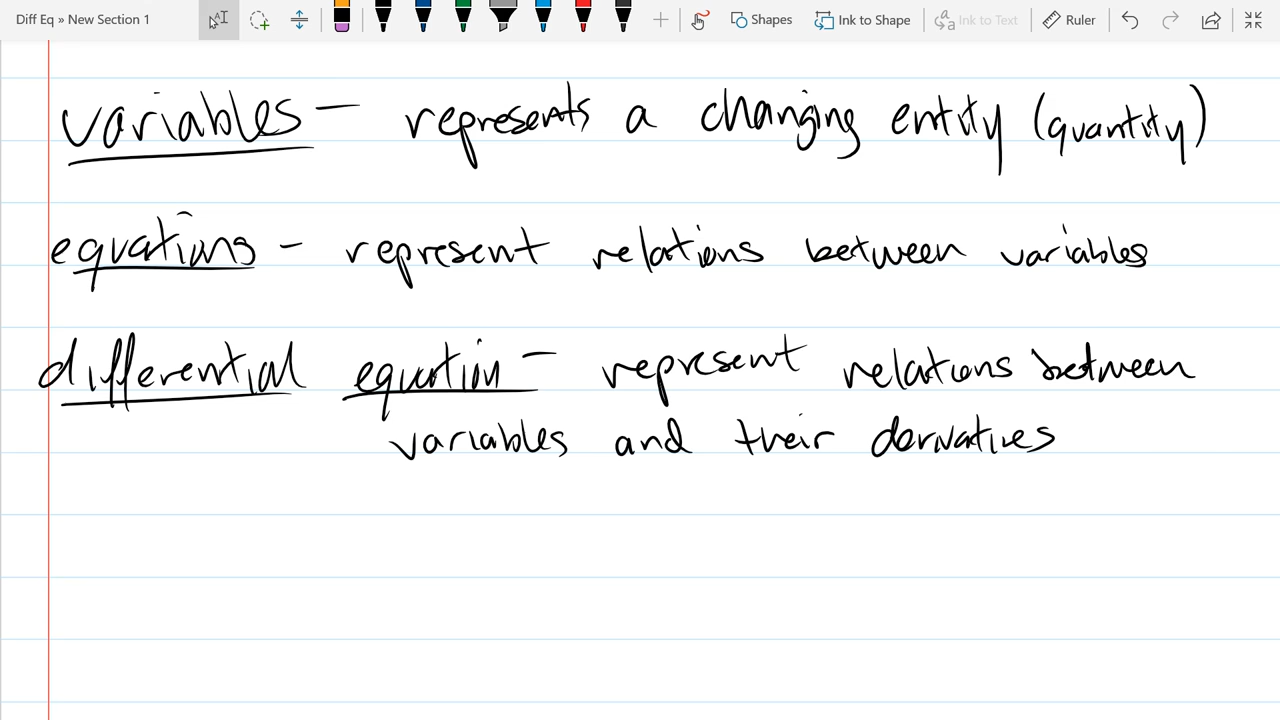 Diff Eq » New Section 1
Shapes
Ink to Shape
Ink to Text
Ruler
variables - represents a changing entity (quantity)
equations - represent relations between variables
differential equation - represent relations between
variables and their derivatives